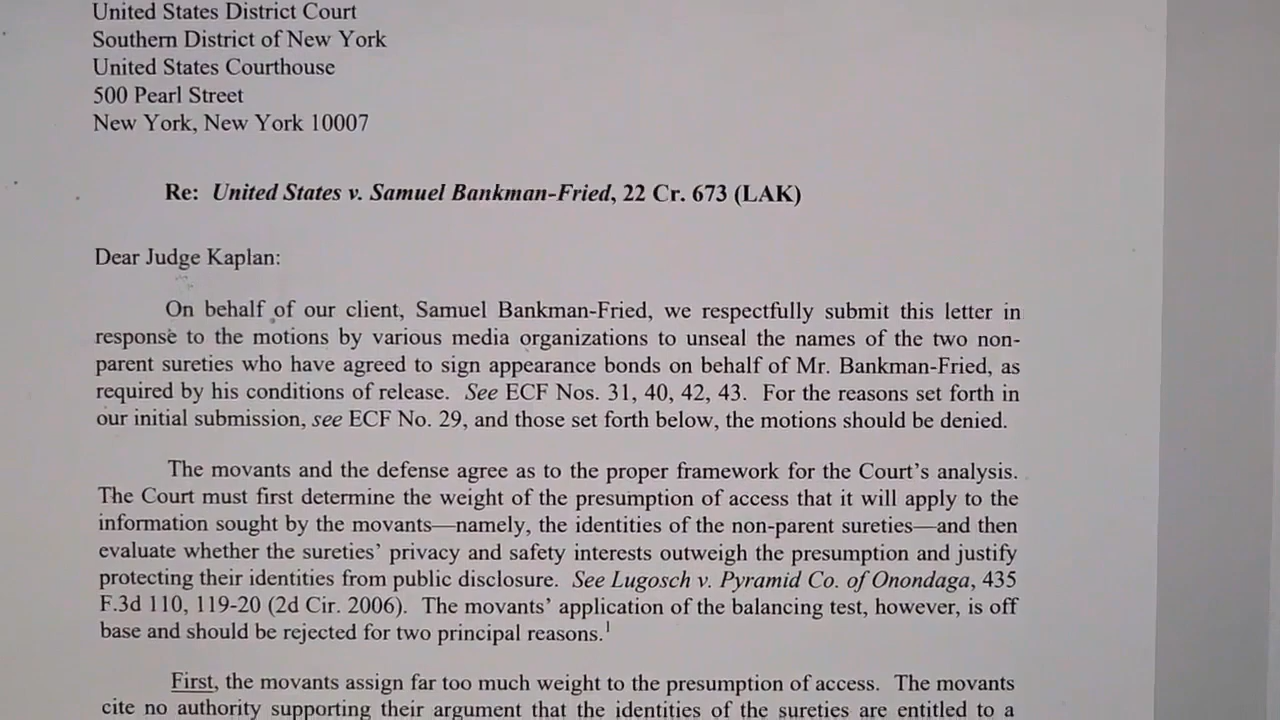 United States District Court
Southern District of New York
United States Courthouse
500 Pearl Street
New York, New York 10007
Re: United States v. Samuel Bankman-Fried, 22 Cr. 673 (LAK)
Dear Judge Kaplan:
On behalf of our client, Samuel Bankman-Fried, we respectfully submit this letter in
response to the motions by various media organizations to unseal the names of the two non-
parent sureties who have agreed to sign appearance bonds on behalf of Mr. Bankman-Fried, as
required by his conditions of release. See ECF Nos. 31, 40, 42, 43. For the reasons set forth in
our initial submission, see ECF No. 29, and those set forth below, the motions should be denied.
The movants and the defense agree as to the proper framework for the Court's analysis.
The Court must first determine the weight of the presumption of access that it will apply to the
information sought by the movants—namely, the identities of the non-parent sureties—and then
evaluate whether the sureties' privacy and safety interests outweigh the presumption and justify
protecting their identities from public disclosure. See Lugosch v. Pyramid Co. of Onondaga, 435
F.3d 110, 119-20 (2d Cir. 2006). The movants' application of the balancing test, however, is off
base and should be rejected for two principal reasons.1
First, the movants assign far too much weight to the presumption of access. The movants
cite no authority supporting their argument that the identities of the sureties are entitled to a